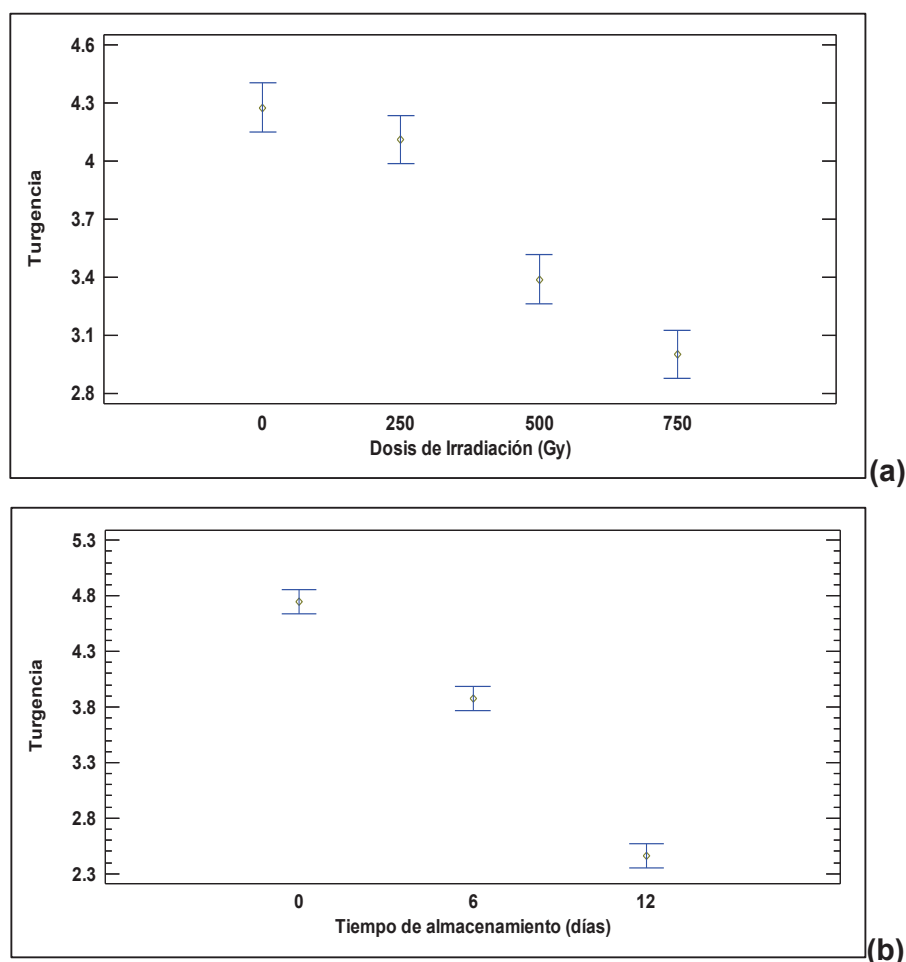 4.6
4.3
4
3.7
3.4
3.1
2.8
Turgencia
0 250 500 750
Dosis de Irradiación (Gy)
(a)
5.3
4.8
4.3
3.8
3.3
2.8
2.3
Turgencia
0 6 12
Tiempo de almacenamiento (días)
(b)